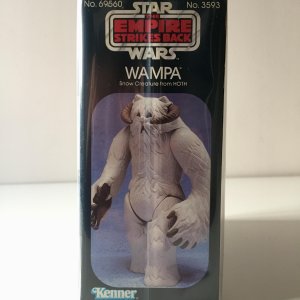 No. 69560 No. 3593
STAR
THE
EMPIRE
STRIKES BACK
WARS
WAMPA
Snow Creature from HOTH
Kenner